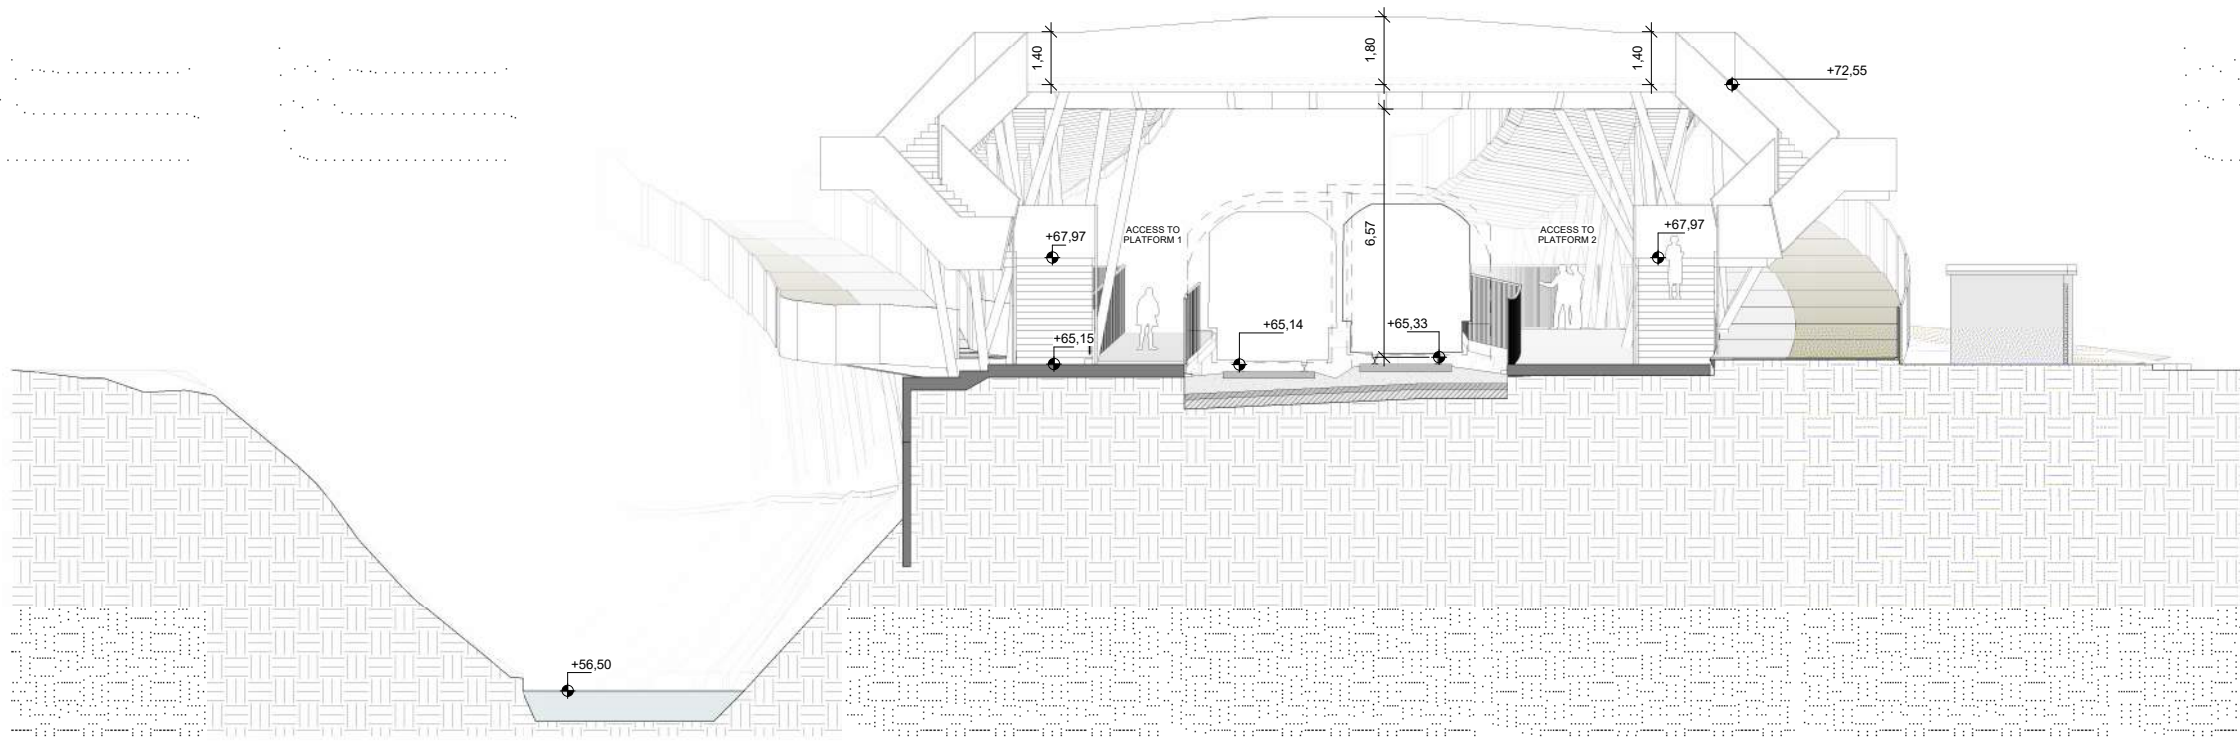 1,40
1,80
1,40
+72,55
+67,97
ACCESS TO
PLATFORM 1
6,57
ACCESS TO
PLATFORM 2
+67,97
+65,15
+65,14
+65,33
+56,50